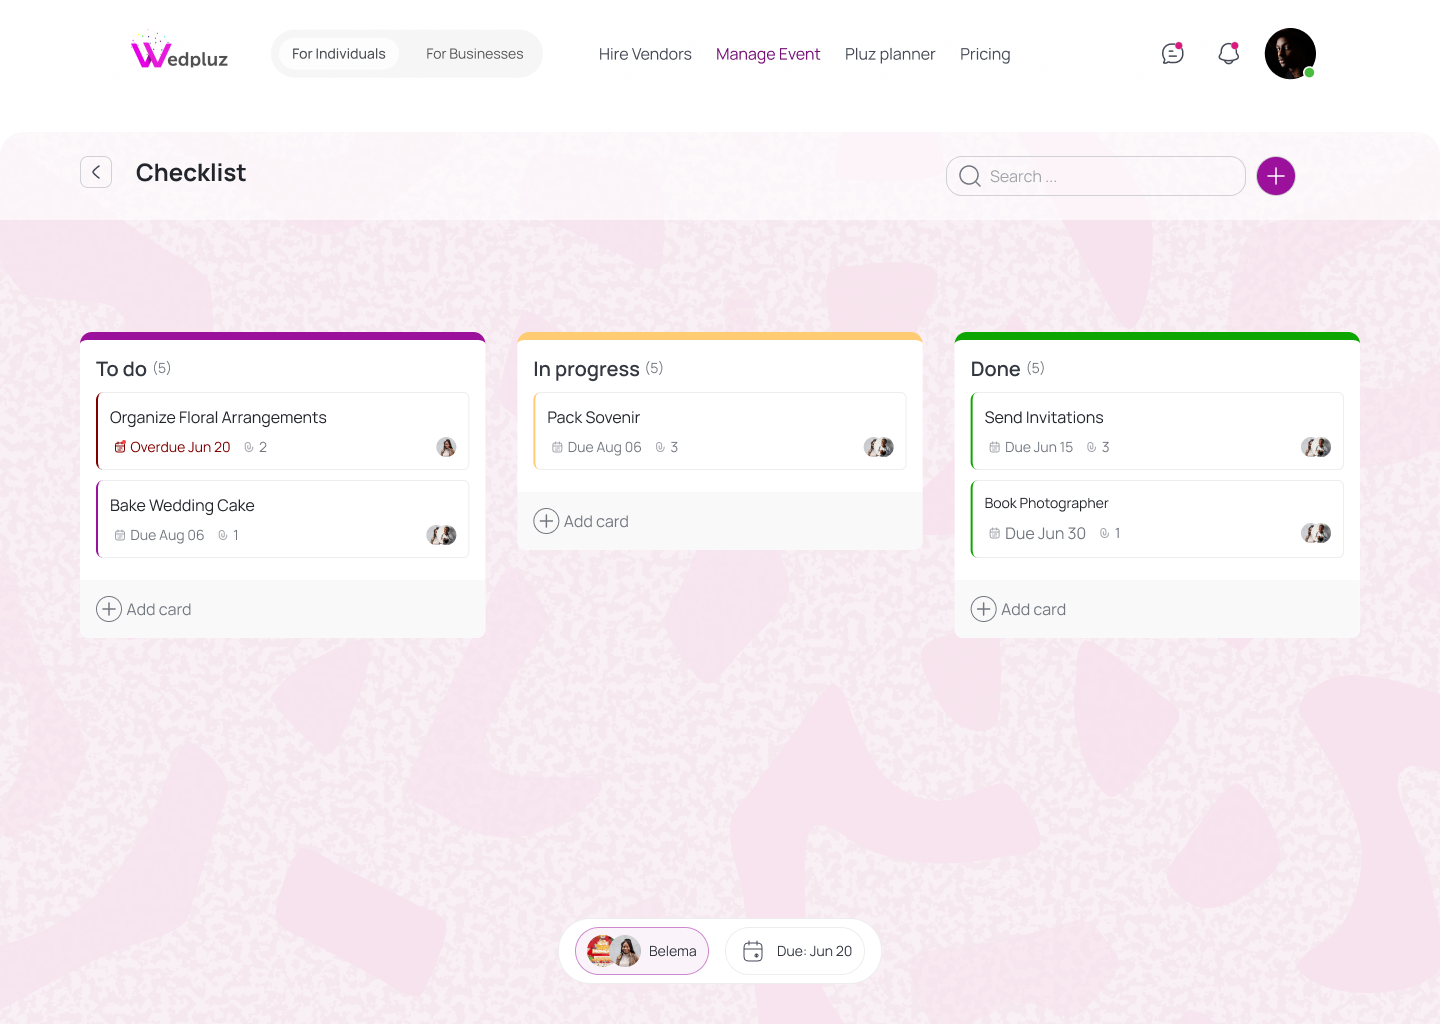 Wedpluz
For Individuals
For Businesses
Hire Vendors
Manage Event
Pluz planner
Pricing
Checklist
Search ...
To do (5)
Organize Floral Arrangements
Overdue Jun 20 2
Bake Wedding Cake
Due Aug 06 1
Add card
In progress (5)
Pack Sovenir
Due Aug 06 3
Add card
Done (5)
Send Invitations
Due Jun 15 3
Book Photographer
Due Jun 30 1
Add card
Belema
Due: Jun 20